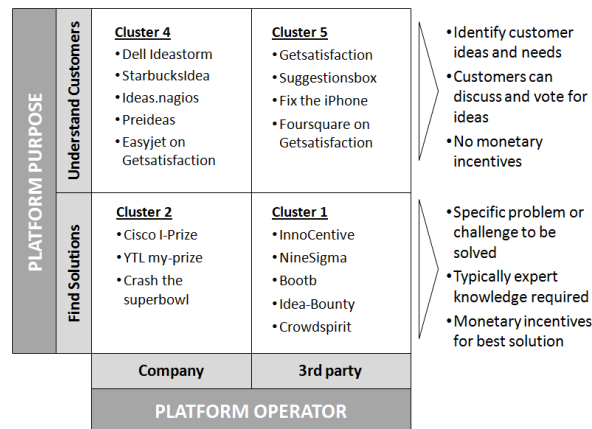 PLATFORM PURPOSE
Understand Customers
Cluster 4
•Dell Ideastorm
•StarbucksIdea
•Ideas.nagios
•Preideas
•Easyjet on
Getsatisfaction
Cluster 5
•Getsatisfaction
•Suggestionsbox
•Fix the iPhone
•Foursquare on
Getsatisfaction
•Identify customer
ideas and needs
•Customers can
discuss and vote for
ideas
•No monetary
incentives
Find Solutions
Cluster 2
•Cisco I-Prize
•YTL my-prize
•Crash the
superbowl
Cluster 1
•InnoCentive
•NineSigma
•Bootb
•Idea-Bounty
•Crowdspirit
•Specific problem or
challenge to be
solved
•Typically expert
knowledge required
•Monetary incentives
for best solution
Company
3rd party
PLATFORM OPERATOR